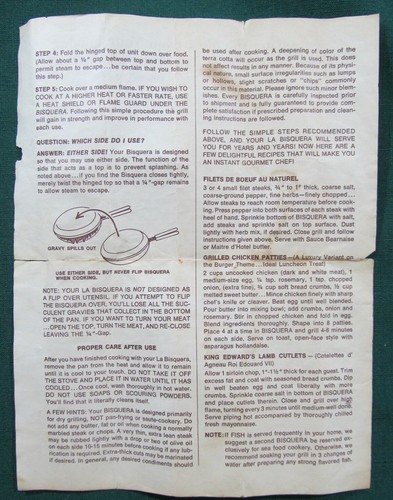 STEP 4: Fold the hinged top of unit down over food.
(Allow about a ¾" gap between top and bottom to
permit steam to escape...be certain that you follow
this step.)
STEP 5: Cook over a medium flame. IF YOU WISH TO
COOK AT A HIGHER HEAT OR FASTER RATE, USE
A HEAT SHIELD OR FLAME GUARD UNDER THE
BISQUERA. Following this simple procedure the grill
will gain in strength and improve in performance with
each use.
QUESTION: WHICH SIDE DO I USE?
ANSWER: EITHER SIDE! Your Bisquera is designed
so that you may use either side. The function of the
side that acts as a top is to prevent splashing. As
noted above...if you find the Bisquera closes tightly,
merely twist the hinged top so that a ¾"-gap remains
to allow steam to escape.
GRAVY SPILLS OUT
USE EITHER SIDE, BUT NEVER FLIP BISQUERA
WHEN COOKING.
NOTE: YOUR LA BISQUERA IS NOT DESIGNED AS
A FLIP OVER UTENSIL. IF YOU ATTEMPT TO FLIP
THE BISQUERA OVER, YOU'LL LOSE ALL THE SUC-
CULENT GRAVIES THAT COLLECT IN THE BOTTOM
OF THE PAN. IF YOU WANT TO TURN YOUR MEAT
...OPEN THE TOP, TURN THE MEAT, AND RE-CLOSE
LEAVING THE ¾"-GAP.
PROPER CARE AFTER USE
After you have finished cooking with your La Bisquera,
remove the pan from the heat and allow it to remain
until it is cool to your touch. DO NOT TAKE IT OFF
THE STOVE AND PLACE IT IN WATER UNTIL IT HAS
COOLED... Once cool, wash thoroughly in hot water.
DO NOT USE SOAPS OR SCOURING POWDERS.
You'll find that it literally cleans itself.
A FEW HINTS: Your BISQUERA is designed primarily
for dry grilling, NOT pan-frying or saute-cookery. Do
not add any butter, fat or oil when cooking a normally
marbled steak or chops. A very thin, extra lean steak
may be rubbed lightly with a drop or two of olive oil
on each side 10-15 minutes before cooking if any lub-
rication is required. Extra-thick cuts may be marinated
if desired. In general, any desired condiments should
be used after cooking. A deepening of color of the
terra cotta will occur as the grill is used. This does
not affect results in any manner. Because of its physi-
cal nature, small surface irregularities such as lumps
or hollows, slight scratches or "chips" commonly
occur in this material. Please ignore such minor blem-
ishes. Every BISQUERA is carefully inspected prior
to shipment and is fully guaranteed to provide com-
plete satisfaction if prescribed preparation and clean-
ing instructions are followed.
FOLLOW THE SIMPLE STEPS RECOMMENDED
ABOVE, AND YOUR LA BISQUERA WILL SERVE
YOU FOR YEARS AND YEARS! NOW HERE ARE A
FEW DELIGHTFUL RECIPES THAT WILL MAKE YOU
AN INSTANT GOURMET CHEF!
FILETS DE BOEUF AU NATUREL
3 or 4 small filet steaks, ¾" to 1" thick, coarse salt,
coarse-ground pepper, fine herbs—finely chopped...
Allow steaks to reach room temperature before cook-
ing. Press pepper into both surfaces of each steak with
heel of hand. Sprinkle bottom of BISQUERA with salt,
add steaks and sprinkle salt on top surface. Dust
lightly with herb mix, if desired. Close grill and follow
instructions given above. Serve with Sauce Bearnaise
or Maitre d'Hotel butter.
GRILLED CHICKEN PATTIES—(A Luxury Variant on
the Burger Theme...Ideal Luncheon Treat!)
2 cups uncooked chicken (dark and white meat), 1
medium-size egg, ½ tsp. rosemary, 1 tsp. chopped
onion, (extra fine), ¾ cup soft bread crumbs, ¼ cup
melted sweet butter... Mince chicken finely with sharp
chef's knife or cleaver. Beat egg until well blended.
Pour butter into mixing bowl; add crumbs, onion and
rosemary. Stir in chopped chicken and fold in egg.
Blend ingredients thoroughly. Shape into 8 patties.
Place 4 at a time in BISQUERA and grill 4-6 minutes
on each side. Serve on toast, open-face style with
asparagus hollandaise.
KING EDWARD'S LAMB CUTLETS — (Cotelettes d'
Agneau Roi Edouard VII)
Allow 1 sirloin chop, 1"-1½" thick for each guest. Trim
excess fat and coat with seasoned bread crumbs. Dip
in well beaten egg and coat liberally with more
crumbs. Sprinkle coarse salt in bottom of BISQUERA
and place cutlets therein. Close and grill over high
flame, turning every 3 minutes until medium-well done.
Serve piping hot accompanied by thoroughly chilled
fresh mayonnaise.
NOTE: IF FISH is served frequently in your home, we
suggest a second BISQUERA be reserved ex-
clusively for sea food cookery. Otherwise, we
recommend soaking your grill in 3 changes of
water after preparing any strong flavored fish.